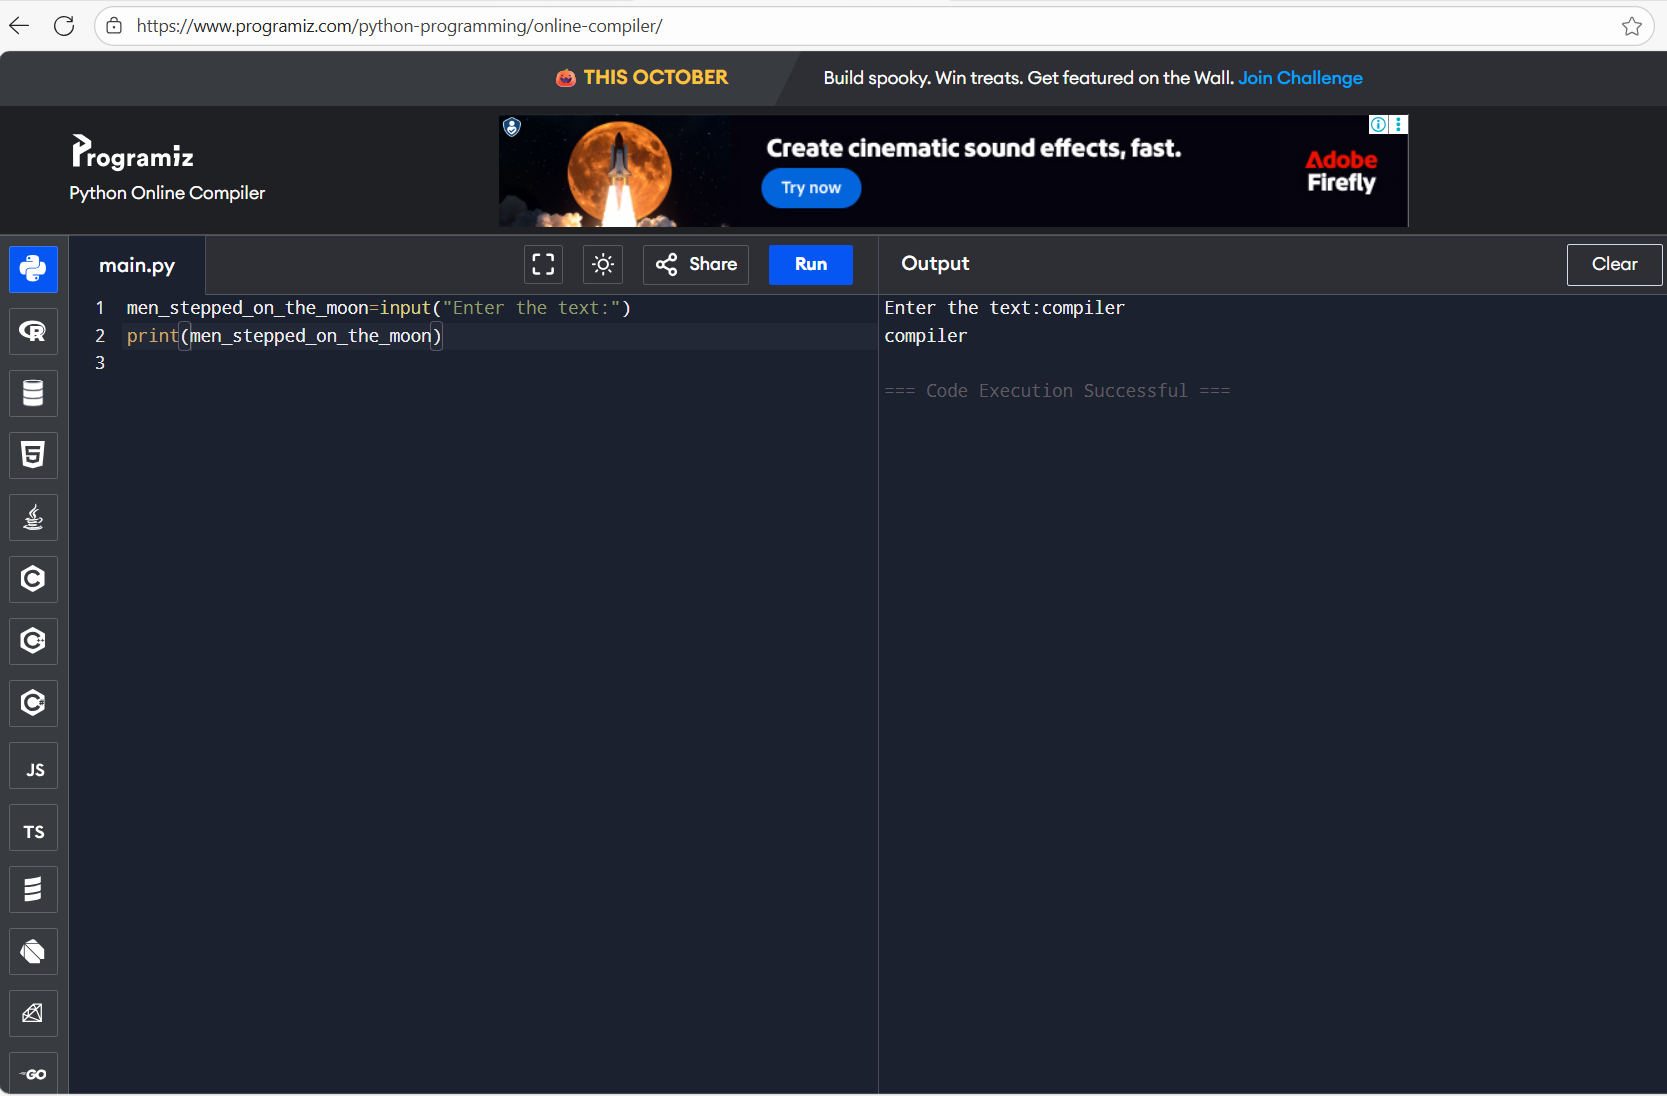 https://www.programiz.com/python-programming/online-compiler/
🎃 THIS OCTOBER
Build spooky. Win treats. Get featured on the Wall. Join Challenge
Programiz
Python Online Compiler
Create cinematic sound effects, fast.
Try now
Adobe
Firefly
main.py
Share
Run
Output
Clear
1 men_stepped_on_the_moon=input("Enter the text:")
2 print(men_stepped_on_the_moon)
3
Enter the text:compiler
compiler
=== Code Execution Successful ===
R
5
C
C++
C#
JS
TS
GO